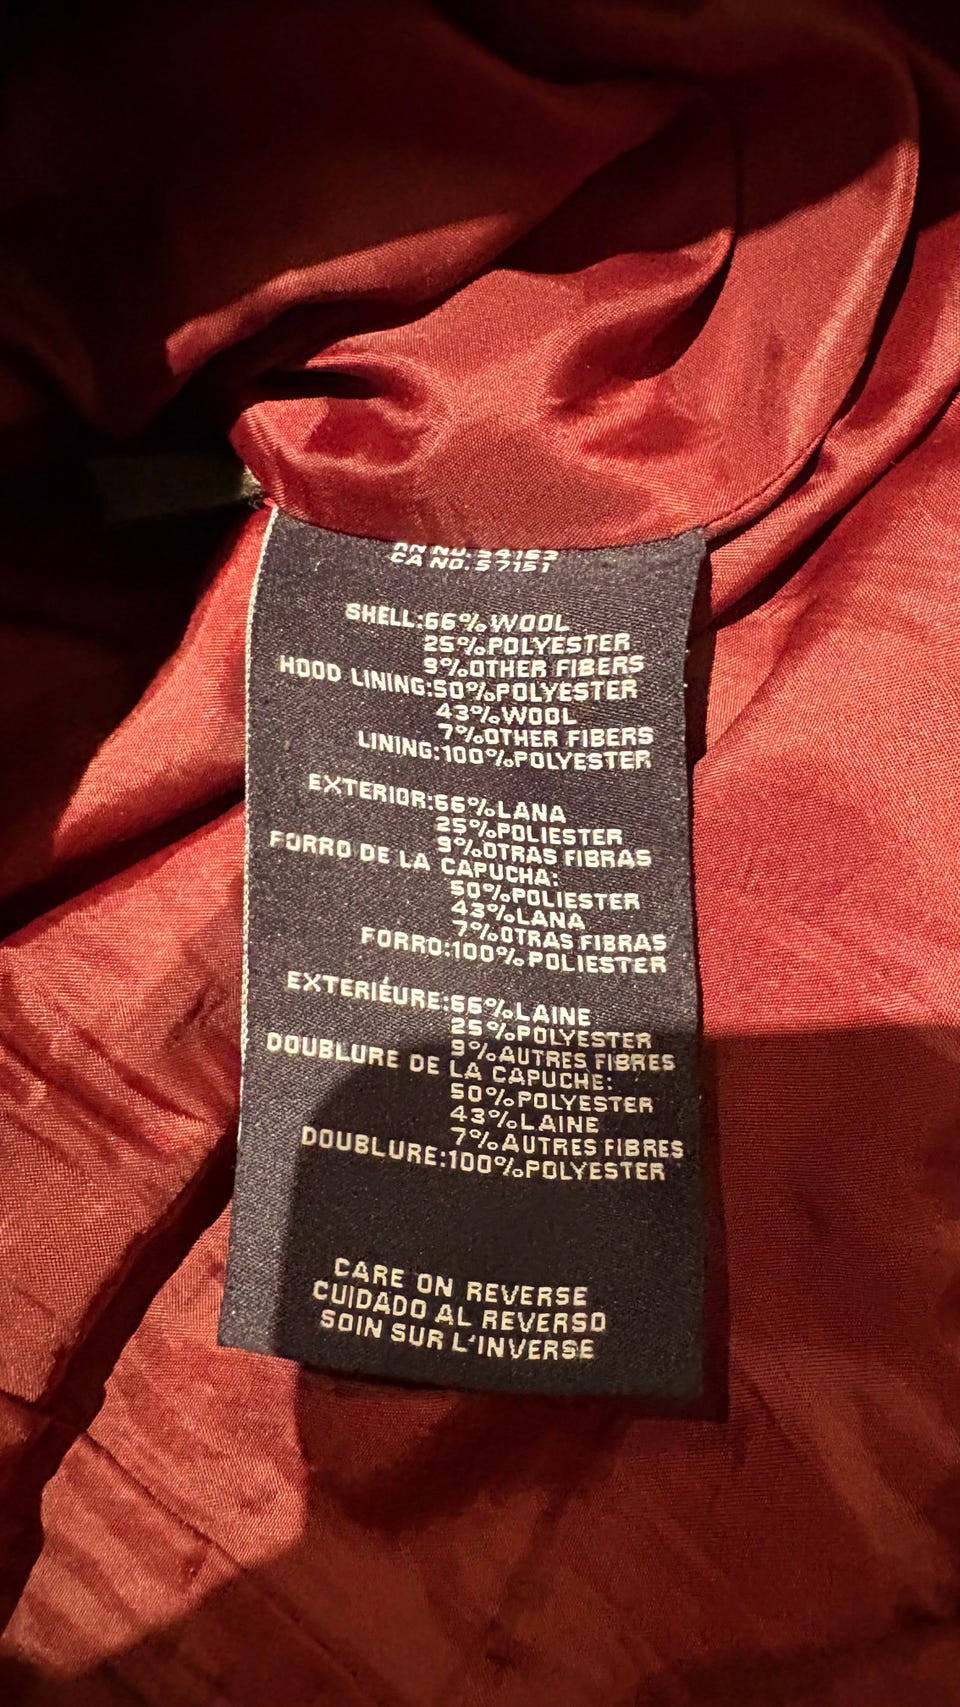 RN NO. 54163
CA NO. 57151
SHELL:66%WOOL
25%POLYESTER
9%OTHER FIBERS
HOOD LINING:50%POLYESTER
43%WOOL
7%OTHER FIBERS
LINING:100%POLYESTER
EXTERIOR:66%LANA
25%POLIESTER
9%OTRAS FIBRAS
FORRO DE LA CAPUCHA:
50%POLIESTER
43%LANA
7%OTRAS FIBRAS
FORRO:100%POLIESTER
EXTERIÉURE:66%LAINE
25%POLYESTER
9%AUTRES FIBRES
DOUBLURE DE LA CAPUCHE:
50%POLYESTER
43%LAINE
7%AUTRES FIBRES
DOUBLURE:100%POLYESTER
CARE ON REVERSE
CUIDADO AL REVERSO
SOIN SUR L'INVERSE